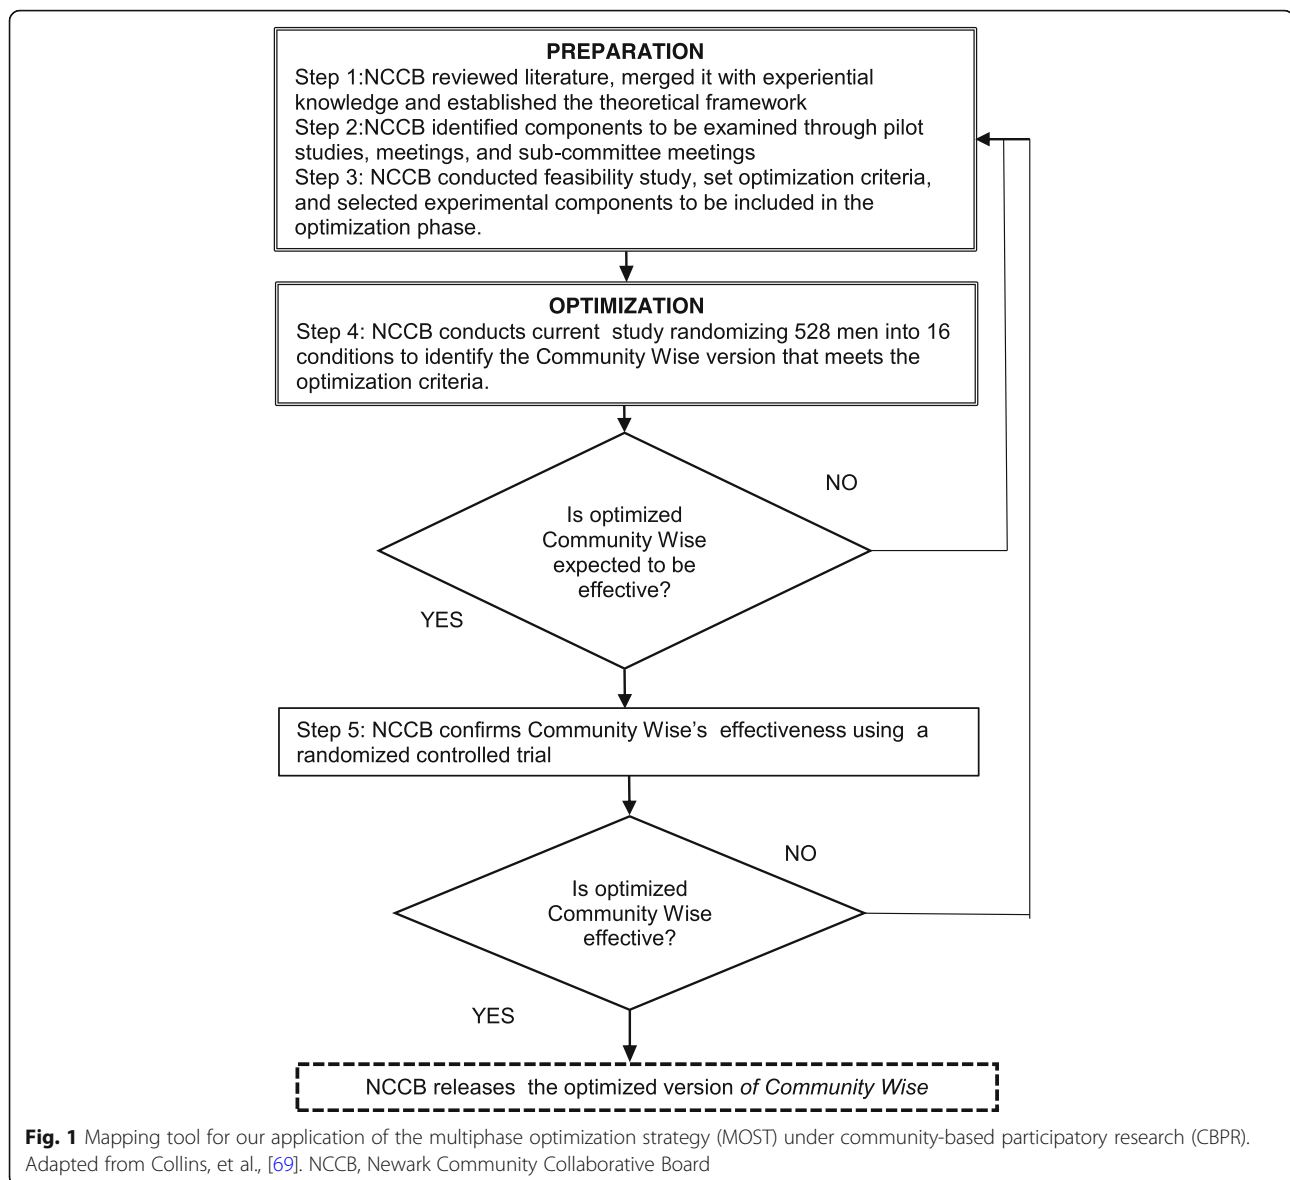 PREPARATION
Step 1:NCCB reviewed literature, merged it with experiential
knowledge and established the theoretical framework
Step 2:NCCB identified components to be examined through pilot
studies, meetings, and sub-committee meetings
Step 3: NCCB conducted feasibility study, set optimization criteria,
and selected experimental components to be included in the
optimization phase.
OPTIMIZATION
Step 4: NCCB conducts current study randomizing 528 men into 16
conditions to identify the Community Wise version that meets the
optimization criteria.
NO
Is optimized
Community Wise
expected to be
effective?
YES
Step 5: NCCB confirms Community Wise's effectiveness using a
randomized controlled trial
NO
Is optimized
Community Wise
effective?
YES
NCCB releases the optimized version of Community Wise
Fig. 1 Mapping tool for our application of the multiphase optimization strategy (MOST) under community-based participatory research (CBPR).
Adapted from Collins, et al., [69]. NCCB, Newark Community Collaborative Board